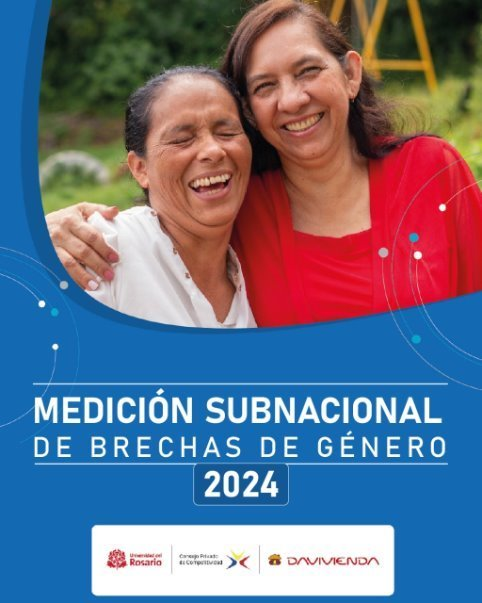 MEDICIÓN SUBNACIONAL
DE BRECHAS DE GÉNERO
2024
Universidad del
Rosario
Consejo Privado
de Competitividad
DAVIVIENDA